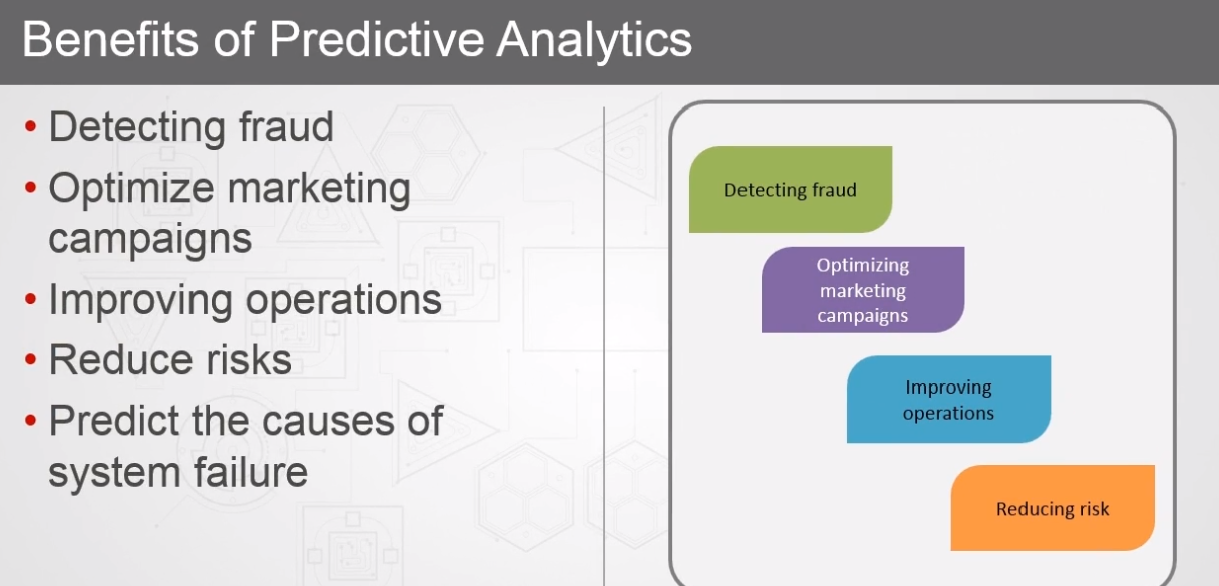 Benefits of Predictive Analytics
• Detecting fraud
• Optimize marketing
campaigns
• Improving operations
• Reduce risks
• Predict the causes of
system failure
Detecting fraud
Optimizing
marketing
campaigns
Improving
operations
Reducing risk